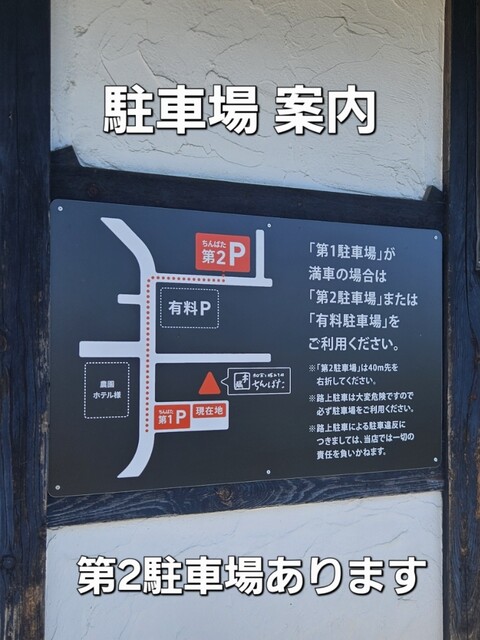 駐車場 案内
ちんばた
第2P
有料P
農園
ホテル様
ちんばた
ちんばた
第1P
現在地
「第1駐車場」が
満車の場合は
「第2駐車場」または
「有料駐車場」を
ご利用ください。
※「第2駐車場」は40m先を
右折してください。
※路上駐車は大変危険ですので
必ず駐車場をご利用ください。
※路上駐車による駐車違反に
つきましては、当店では一切の
責任を負いかねます。
第2駐車場あります